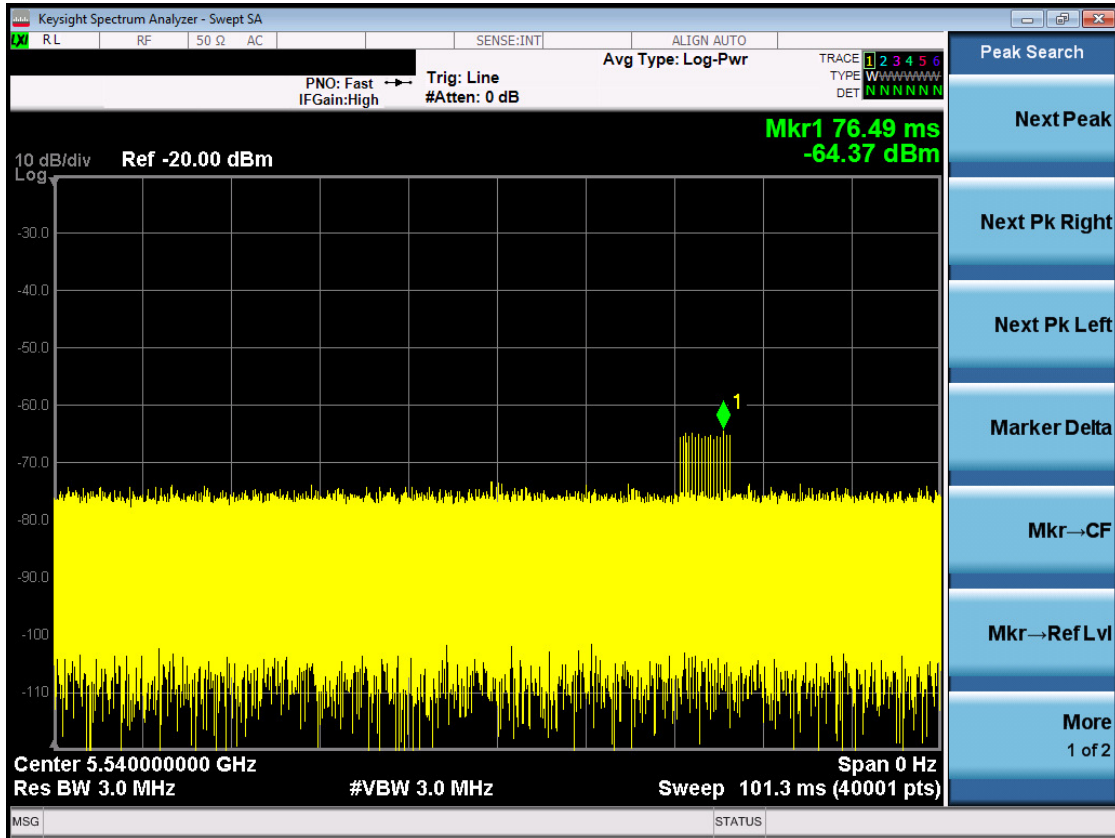 Keysight Spectrum Analyzer - Swept SA
LXI RL RF 50 Ω AC SENSE:INT ALIGN AUTO
PNO: Fast
IFGain:High
Trig: Line
#Atten: 0 dB
Avg Type: Log-Pwr
TRACE 1 2 3 4 5 6
TYPE WWWWWW
DET N N N N N N
Mkr1 76.49 ms
-64.37 dBm
10 dB/div Ref -20.00 dBm
Log
-30.0
-40.0
-50.0
-60.0
1
-70.0
-80.0
-90.0
-100
-110
Center 5.540000000 GHz Span 0 Hz
Res BW 3.0 MHz #VBW 3.0 MHz Sweep 101.3 ms (40001 pts)
MSG STATUS
Peak Search
Next Peak
Next Pk Right
Next Pk Left
Marker Delta
Mkr→CF
Mkr→Ref Lvl
More
1 of 2